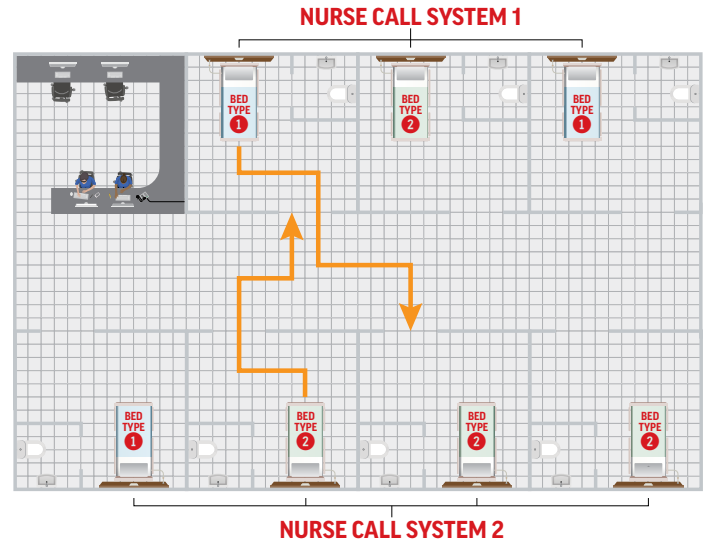 NURSE CALL SYSTEM 1
BED
TYPE
1
BED
TYPE
2
BED
TYPE
1
BED
TYPE
1
BED
TYPE
2
BED
TYPE
2
BED
TYPE
2
NURSE CALL SYSTEM 2